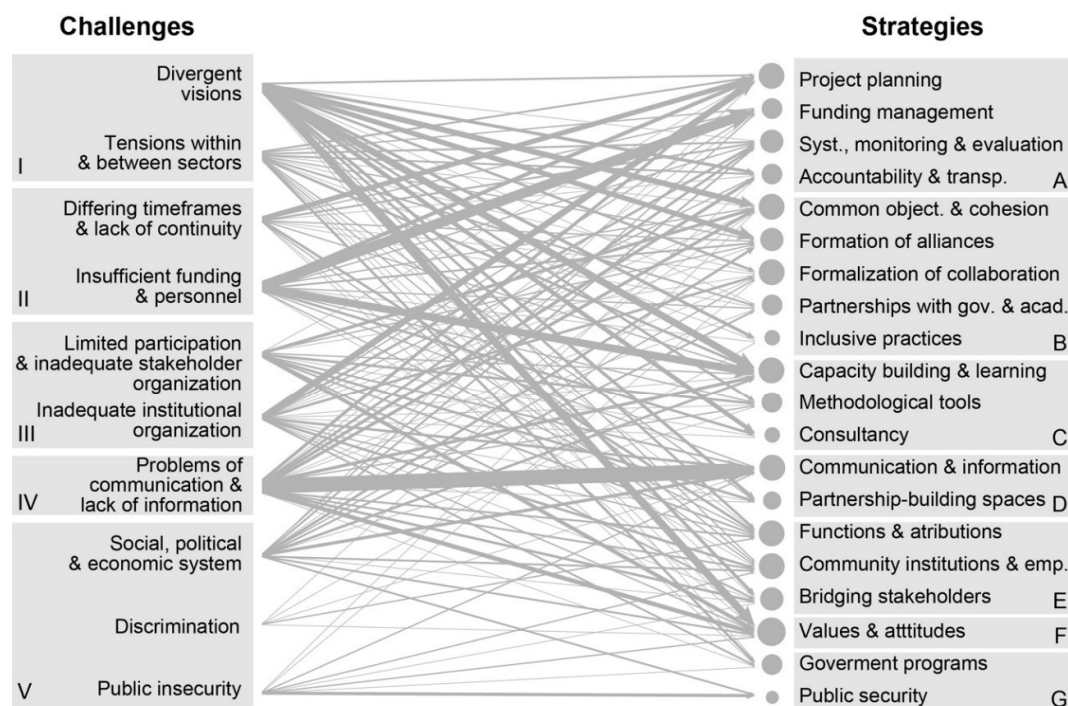 Challenges
Divergent
visions
Tensions within
& between sectors
I
Differing timeframes
& lack of continuity
Insufficient funding
& personnel
II
Limited participation
& inadequate stakeholder
organization
Inadequate institutional
organization
III
Problems of
communication &
lack of information
IV
Social, political
& economic system
Discrimination
Public insecurity
V
Strategies
Project planning
Funding management
Syst., monitoring & evaluation
Accountability & transp.
A
Common object. & cohesion
Formation of alliances
Formalization of collaboration
Partnerships with gov. & acad.
Inclusive practices
B
Capacity building & learning
Methodological tools
Consultancy
C
Communication & information
Partnership-building spaces
D
Functions & atributions
Community institutions & emp.
Bridging stakeholders
E
Values & atttitudes
F
Goverment programs
Public security
G